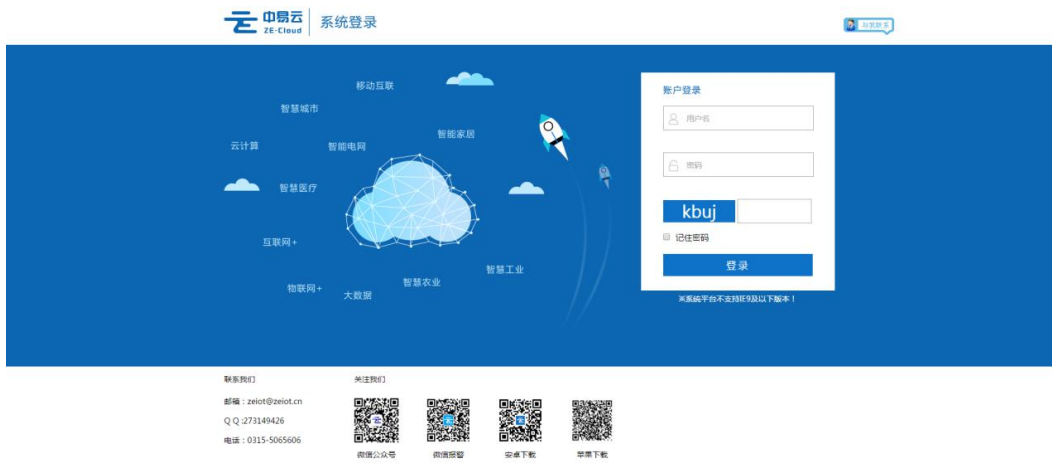 中易云
ZE-Cloud
系统登录
与我联系
移动互联
智慧城市
智能家居
云计算
智能电网
智慧医疗
互联网+
智慧工业
智慧农业
物联网+
大数据
账户登录
用户名
密码
kbuj
记住密码
登录
※系统平台不支持IE9及以下版本！
联系我们
关注我们
邮箱：zeiot@zeiot.cn
Q Q :273149426
电话：0315-5065606
微信公众号
微信报警
安卓下载
苹果下载